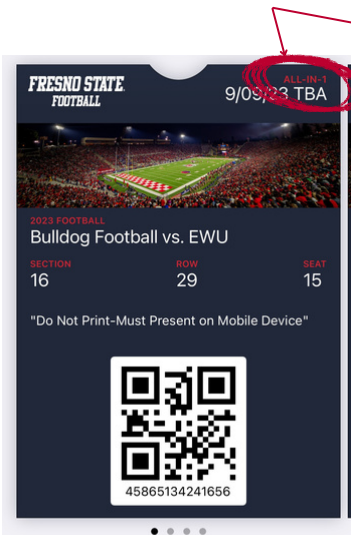 FRESNO STATE
FOOTBALL
ALL-IN-1
9/09/23 TBA
2023 FOOTBALL
Bulldog Football vs. EWU
SECTION ROW SEAT
16 29 15
"Do Not Print-Must Present on Mobile Device"
45865134241656